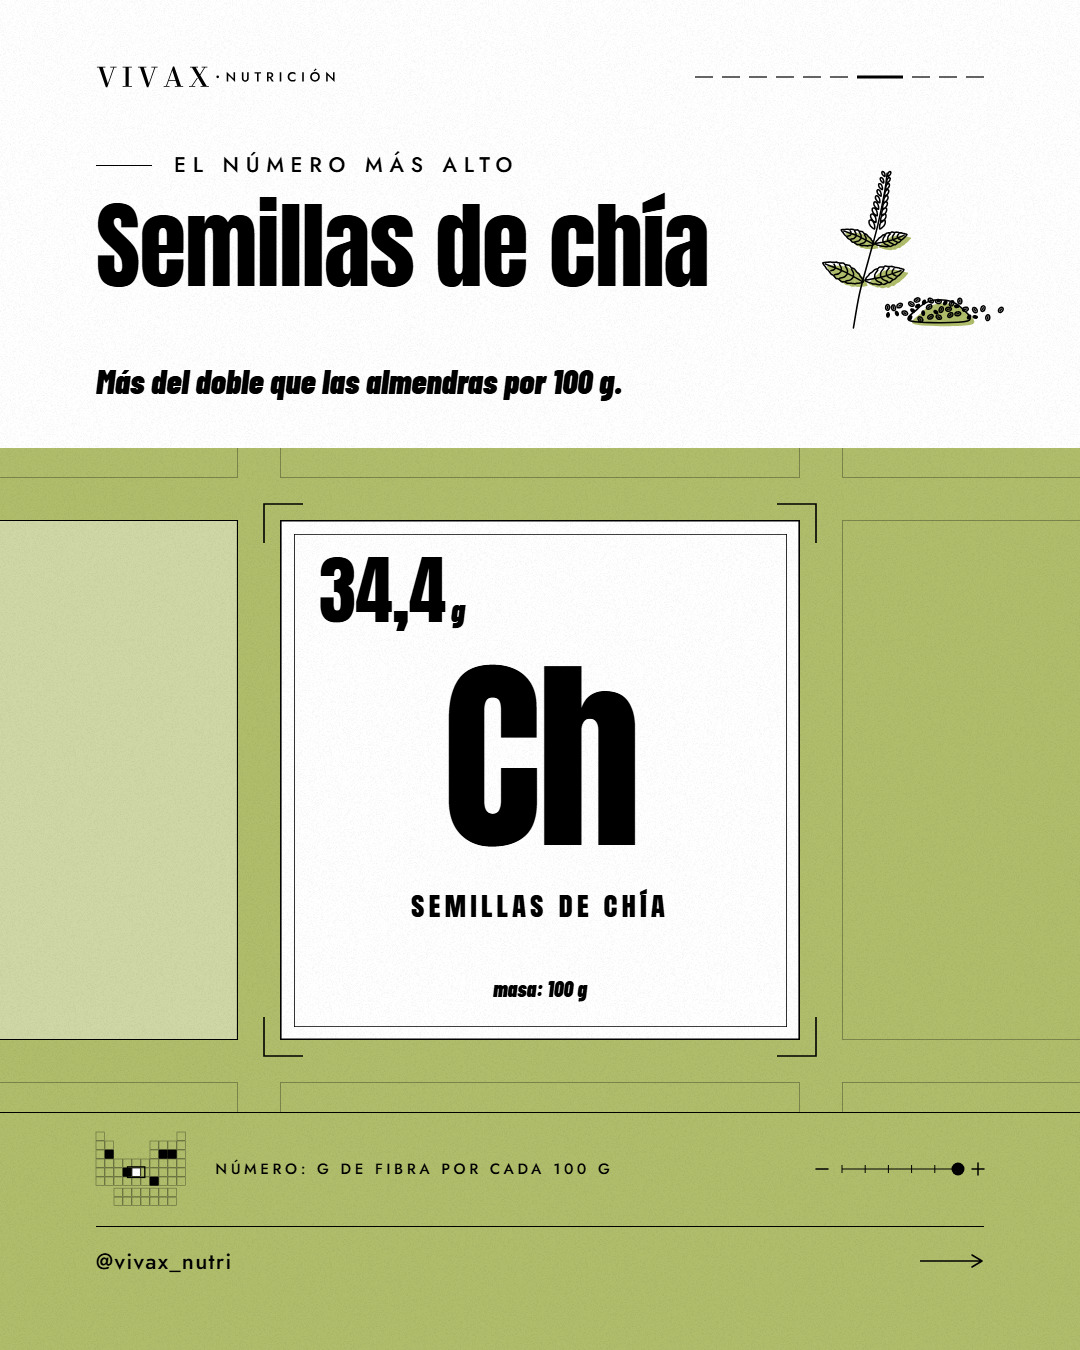 VIVAX·NUTRICIÓN
EL NÚMERO MÁS ALTO
Semillas de chía
Más del doble que las almendras por 100 g.
34,4 g
Ch
SEMILLAS DE CHÍA
masa: 100 g
NÚMERO: G DE FIBRA POR CADA 100 G
@vivax_nutri